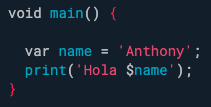 void main() {
var name = 'Anthony';
print('Hola $name');
}